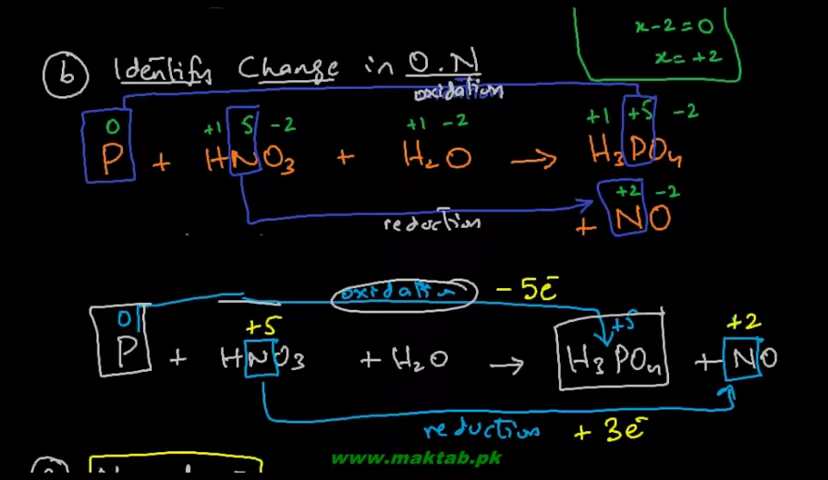 x-2=0
x=+2
b Identify Change in O.N
oxidation
0 +1 5 -2 +1 -2 +1 +5 -2
P + HNO3 + H2O → H3PO4
+2 -2
reduction + NO
oxidation -5e⁻
0 +5 +5 +2
P + HNO3 + H2O → H3PO4 + NO
reduction +3e⁻
www.maktab.pk